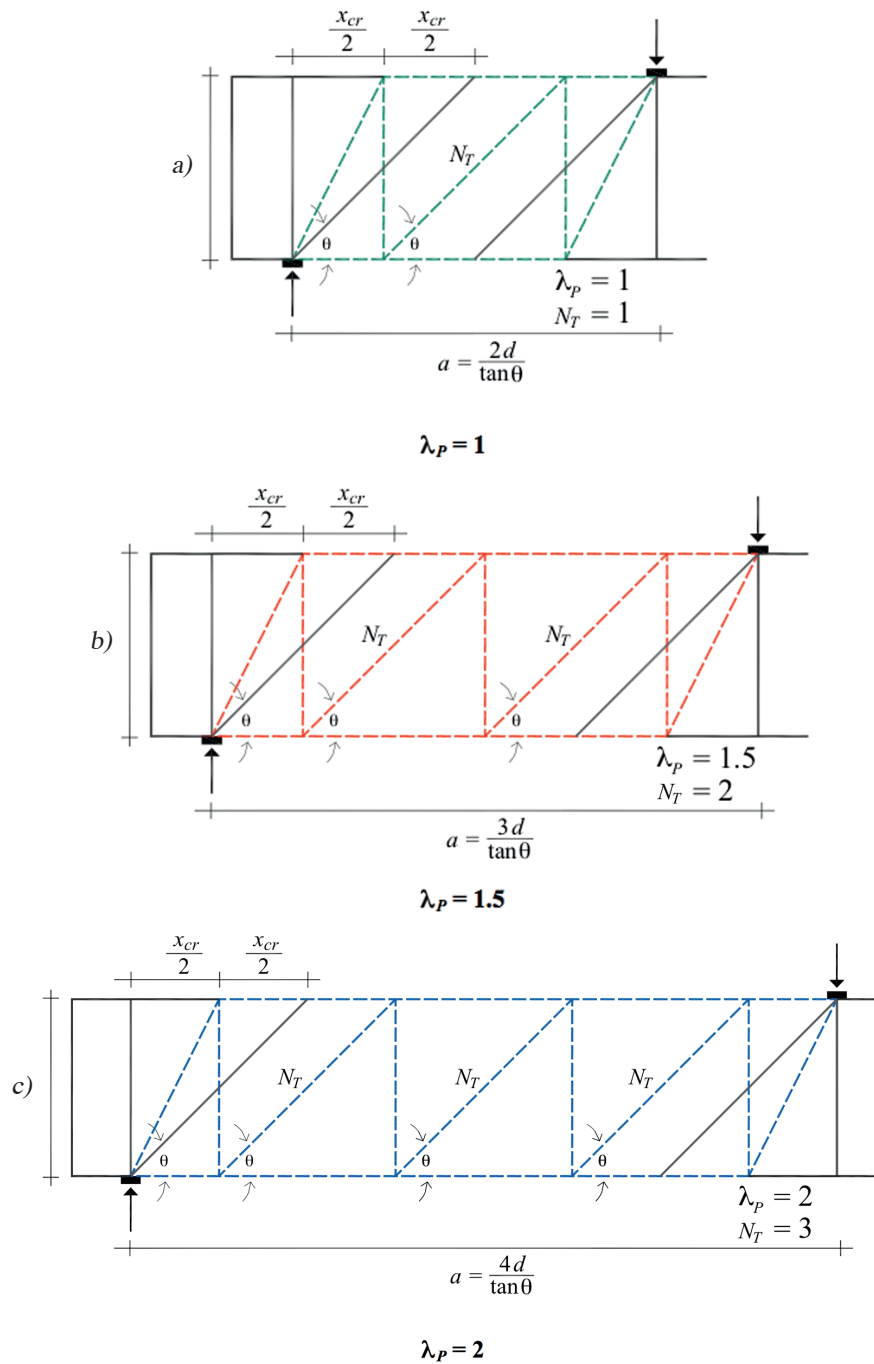 x_cr/2 x_cr/2
a)
N_T
θ θ
λ_P = 1
N_T = 1
a = 2d/tanθ
λ_P = 1
x_cr/2 x_cr/2
b)
N_T N_T
θ θ θ
λ_P = 1.5
N_T = 2
a = 3d/tanθ
λ_P = 1.5
x_cr/2 x_cr/2
c)
N_T N_T N_T
θ θ θ θ
λ_P = 2
N_T = 3
a = 4d/tanθ
λ_P = 2